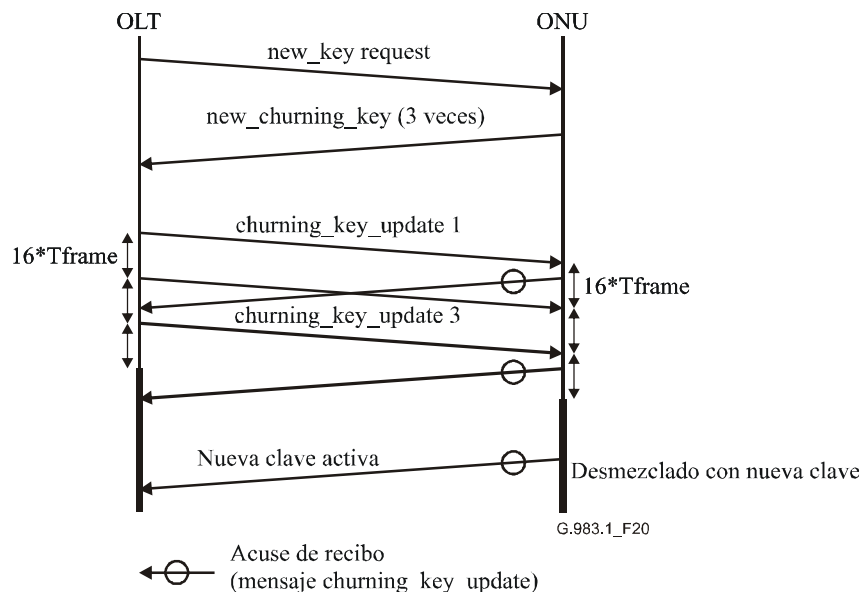 OLT
ONU
new_key request
new_churning_key (3 veces)
churning_key_update 1
16*Tframe
16*Tframe
churning_key_update 3
Nueva clave activa
Desmezclado con nueva clave
G.983.1_F20
Acuse de recibo
(mensaje churning_key_update)